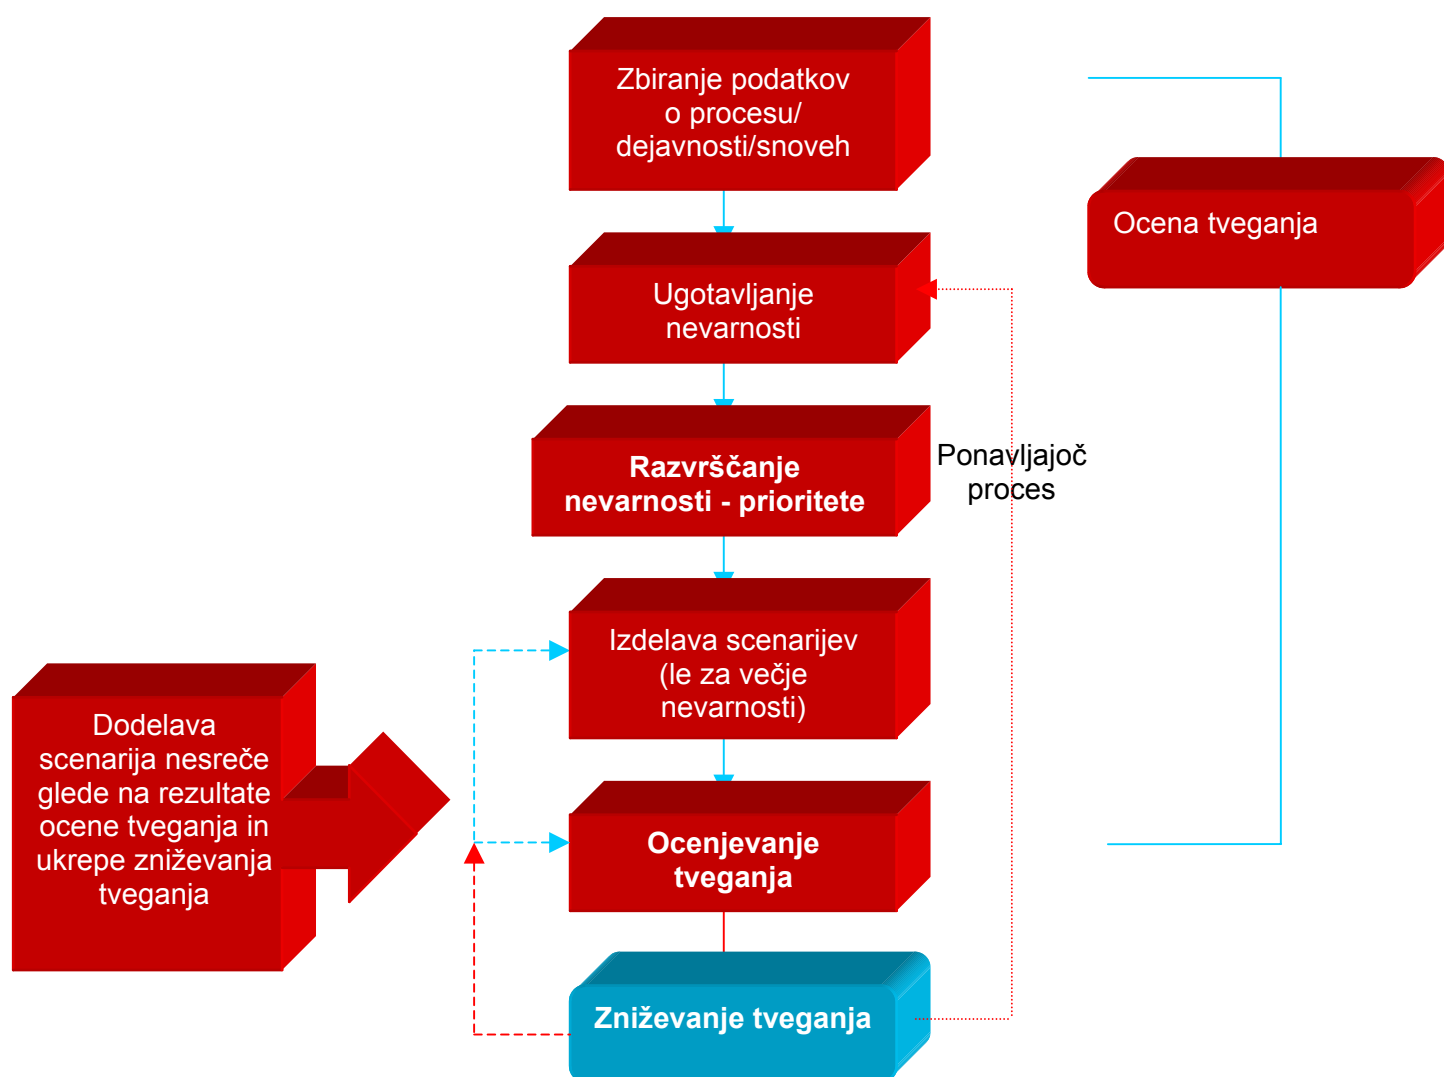 Zbiranje podatkov
o procesu/
dejavnosti/snoveh
Ocena tveganja
Ugotavljanje
nevarnosti
Razvrščanje
nevarnosti - prioritete
Ponavljajoč
proces
Izdelava scenarijev
(le za večje
nevarnosti)
Dodelava
scenarija nesreče
glede na rezultate
ocene tveganja in
ukrepe zniževanja
tveganja
Ocenjevanje
tveganja
Zniževanje tveganja